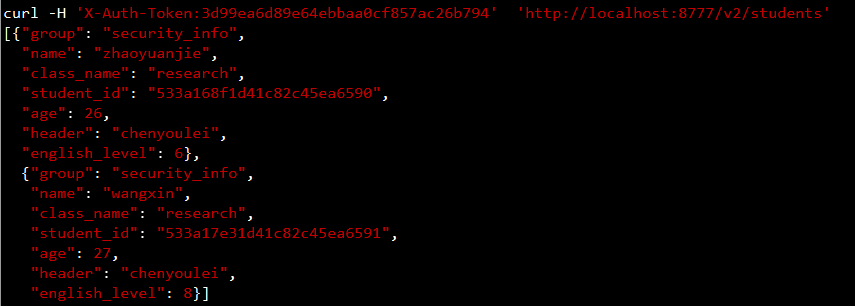 curl -H 'X-Auth-Token:3d99ea6d89e64ebbaa0cf857ac26b794'  'http://localhost:8777/v2/students'
[{"group": "security_info",
  "name": "zhaoyuanjie",
  "class_name": "research",
  "student_id": "533a168f1d41c82c45ea6590",
  "age": 26,
  "header": "chenyoulei",
  "english_level": 6},
  {"group": "security_info",
   "name": "wangxin",
   "class_name": "research",
   "student_id": "533a17e31d41c82c45ea6591",
   "age": 27,
   "header": "chenyoulei",
   "english_level": 8}]